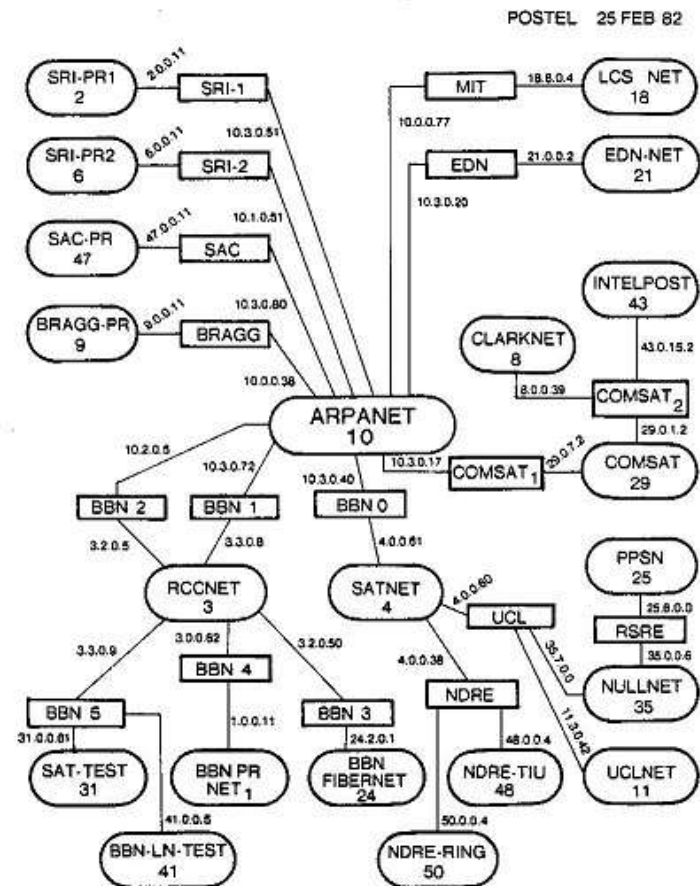 POSTEL 25 FEB 82
SRI-PR1
2
2.0.0.11
SRI-1
10.3.0.51
MIT
18.8.0.4
LCS NET
18
10.0.0.77
SRI-PR2
6
6.0.0.11
SRI-2
10.1.0.51
EDN
21.0.0.2
EDN-NET
21
10.3.0.20
SAC-PR
47
47.0.0.11
SAC
10.3.0.80
INTELPOST
43
43.0.15.2
BRAGG-PR
9
9.0.0.11
BRAGG
10.0.0.38
CLARKNET
8
8.0.0.39
COMSAT 2
29.0.1.2
ARPANET
10
10.3.0.17
COMSAT 1
29.0.7.2
COMSAT
29
10.2.0.5
10.3.0.72
10.3.0.40
BBN 2
BBN 1
BBN 0
3.2.0.5
3.3.0.8
4.0.0.61
RCCNET
3
SATNET
4
4.0.0.60
UCL
PPSN
25
25.6.0.0
RSRE
35.0.0.6
35.7.0.0
NULLNET
35
3.3.0.9
3.0.0.62
3.2.0.50
4.0.0.38
11.3.0.42
BBN 5
BBN 4
BBN 3
NDRE
31.0.0.61
1.0.0.11
24.2.0.1
48.0.0.4
SAT-TEST
31
BBN PR
NET 1
BBN
FIBERNET
24
NDRE-TIU
48
UCLNET
11
41.0.0.5
50.0.0.4
BBN-LN-TEST
41
NDRE-RING
50